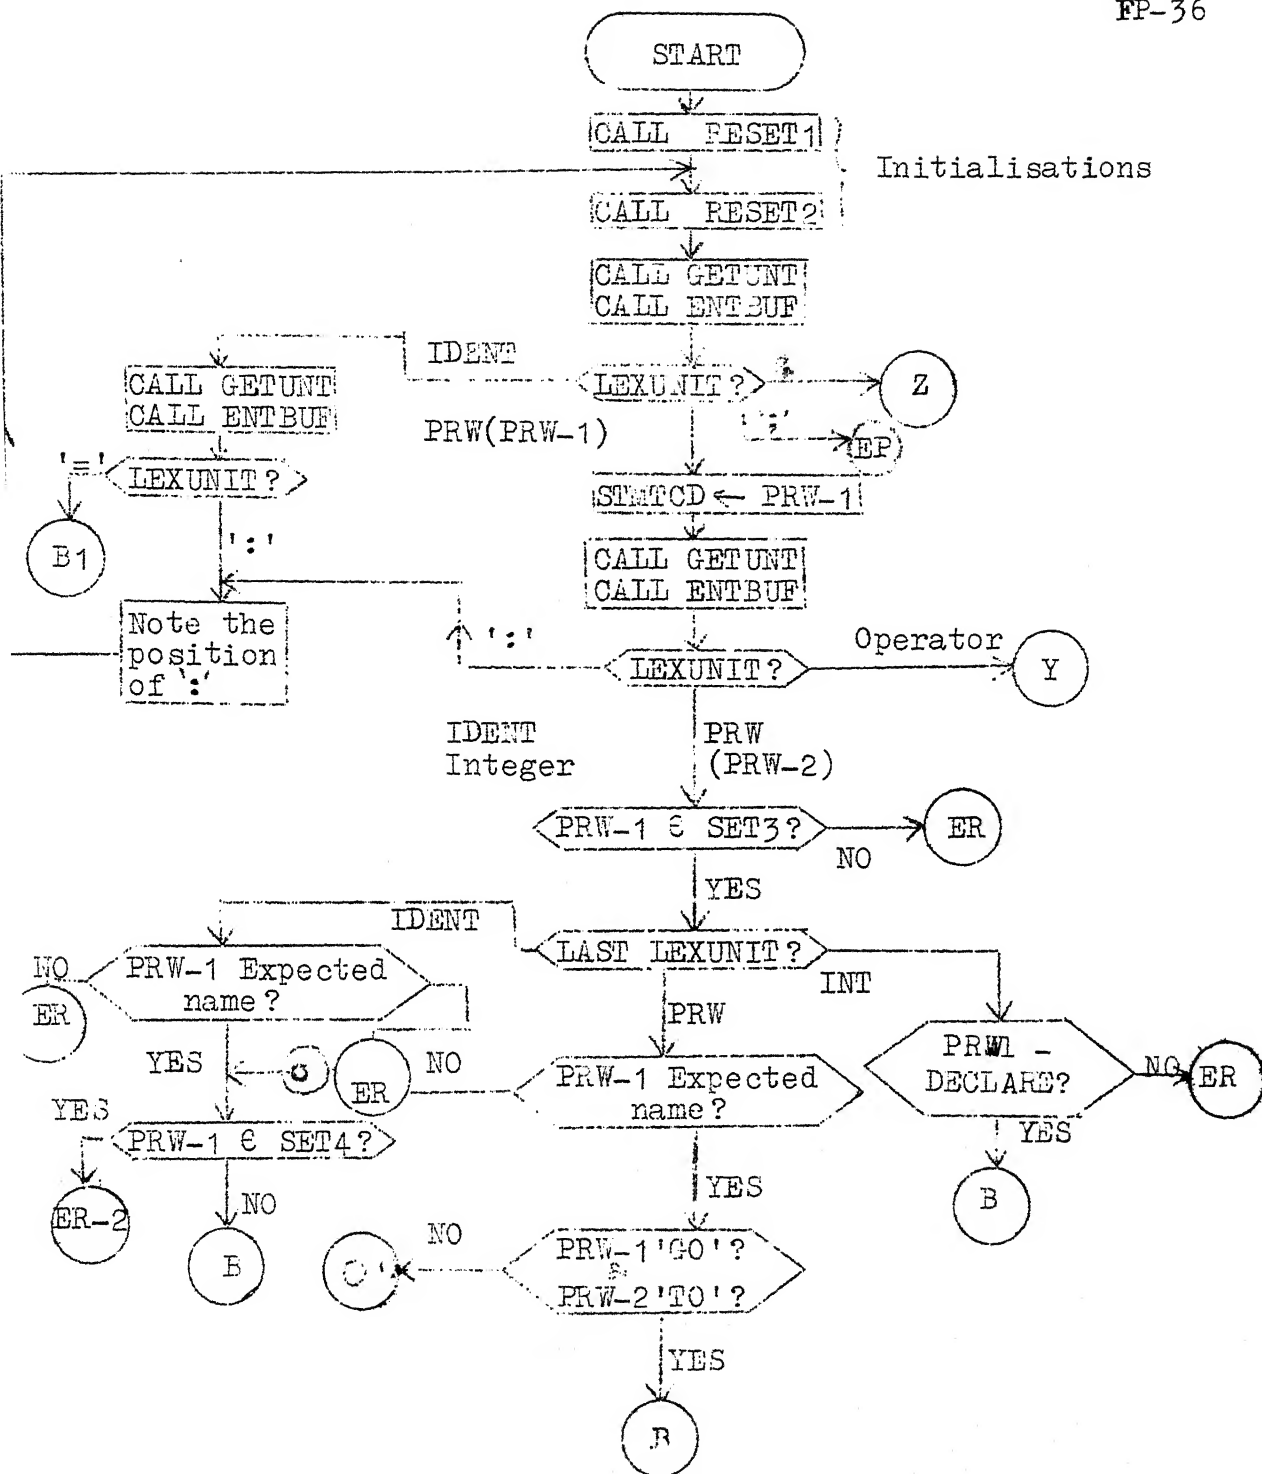 FP-36
START
CALL RESET1
Initialisations
CALL RESET2
CALL GETUNT
CALL ENTBUF
IDENT
LEXUNIT?
Z
CALL GETUNT
CALL ENTBUF
PRW(PRW-1)
';'
EP
'='
LEXUNIT?
STMTCD ← PRW-1
B1
':'
CALL GETUNT
CALL ENTBUF
Note the
position
of ':'
':'
LEXUNIT?
Operator
Y
IDENT
Integer
PRW
(PRW-2)
PRW-1 ∈ SET3?
NO
ER
YES
IDENT
LAST LEXUNIT?
INT
NO
PRW-1 Expected
name?
ER
PRW
YES
C
ER
NO
PRW-1 Expected
name?
PRW1 -
DECLARE?
NO
ER
YES
PRW-1 ∈ SET4?
YES
ER-2
NO
B
YES
B
NO
PRW-1'GO'?
&
PRW-2'TO'?
YES
B